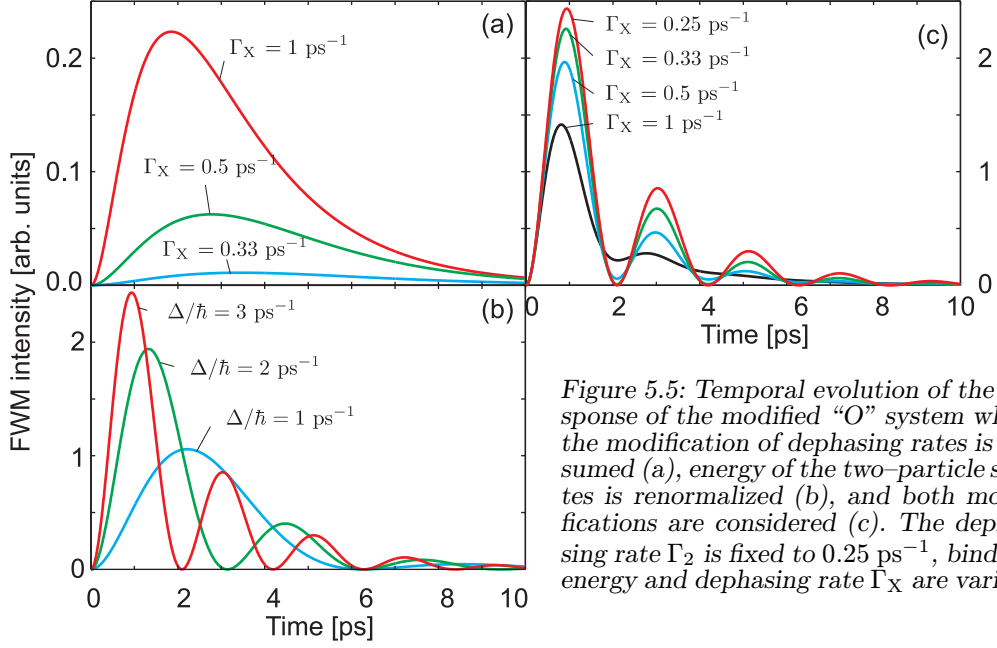 (a)
Γ_X = 1 ps⁻¹
Γ_X = 0.5 ps⁻¹
Γ_X = 0.33 ps⁻¹
0.2
0.1
0.0
FWM intensity [arb. units]
(b)
Δ/ħ = 3 ps⁻¹
Δ/ħ = 2 ps⁻¹
Δ/ħ = 1 ps⁻¹
2
1
0
0 2 4 6 8 10
Time [ps]
(c)
Γ_X = 0.25 ps⁻¹
Γ_X = 0.33 ps⁻¹
Γ_X = 0.5 ps⁻¹
Γ_X = 1 ps⁻¹
2
1
0
0 2 4 6 8 10
Time [ps]
Figure 5.5: Temporal evolution of the
sponse of the modified “O” system wh
the modification of dephasing rates is
sumed (a), energy of the two–particle s
tes is renormalized (b), and both mo
fications are considered (c). The dep
sing rate Γ₂ is fixed to 0.25 ps⁻¹, bind
energy and dephasing rate Γ_X are vari